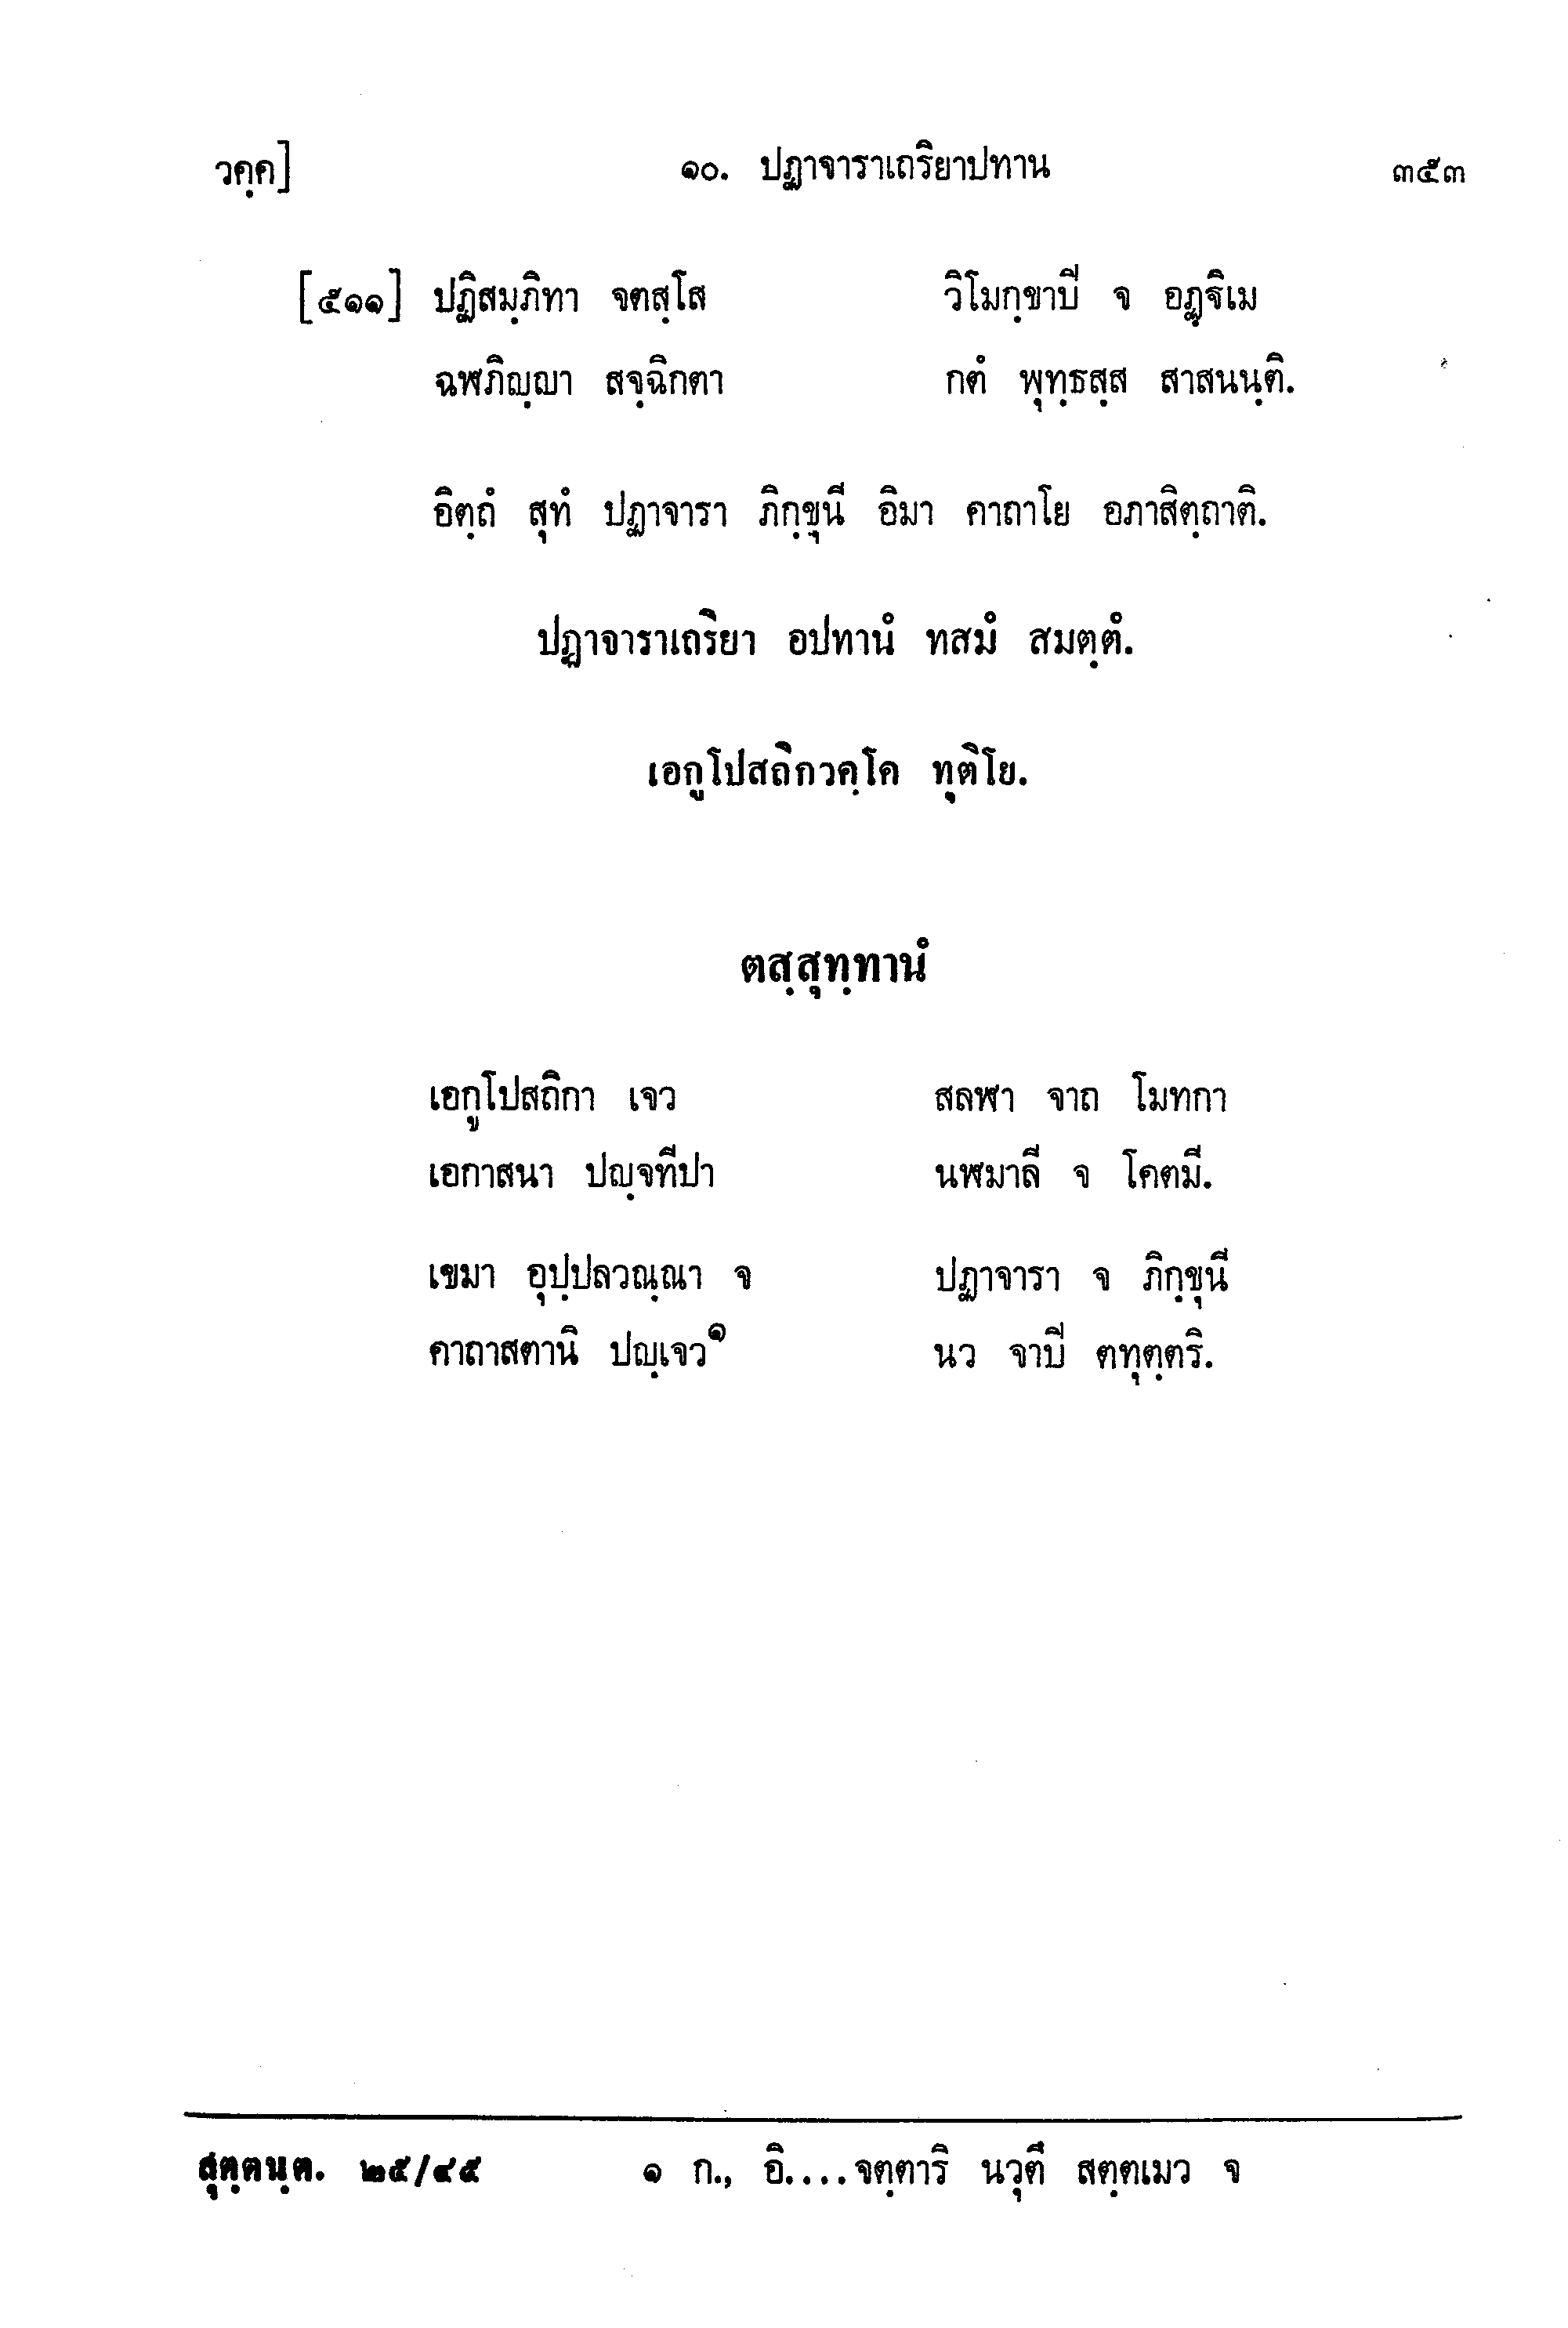 วคฺค] ๑๐. ปฏาจาราเถริยาปทาน ๓๕๓
[๕๑๑] ปฏิสมฺภิทา จตสฺโส วิโมกฺขาปิ จ อฏฺฐิเม
ฉฬภิญฺญา สจฺฉิกตา กตํ พุทฺธสฺส สาสนนฺติ.
อิตฺถํ สุทํ ปฏาจารา ภิกฺขุนี อิมา คาถาโย อภาสิตฺถาติ.
ปฏาจาราเถริยา อปทานํ ทสมํ สมตฺตํ.
เอกูโปสถิกวคฺโค ทุติโย.
ตสฺสุทฺทานํ
เอกูโปสถิกา เจว สลฬา จาถ โมทกา
เอกาสนา ปญฺจทีปา นฬมาลี จ โคตมี.
เขมา อุปฺปลวณฺณา จ ปฏาจารา จ ภิกฺขุนี
คาถาสตานิ ปญฺเจว๑ นว จาปิ ตทุตฺตริ.
สุตฺตนฺต. ๒๕/๔๕ ๑ ก., อิ....จตฺตาริ นวุตี สตฺตเมว จ